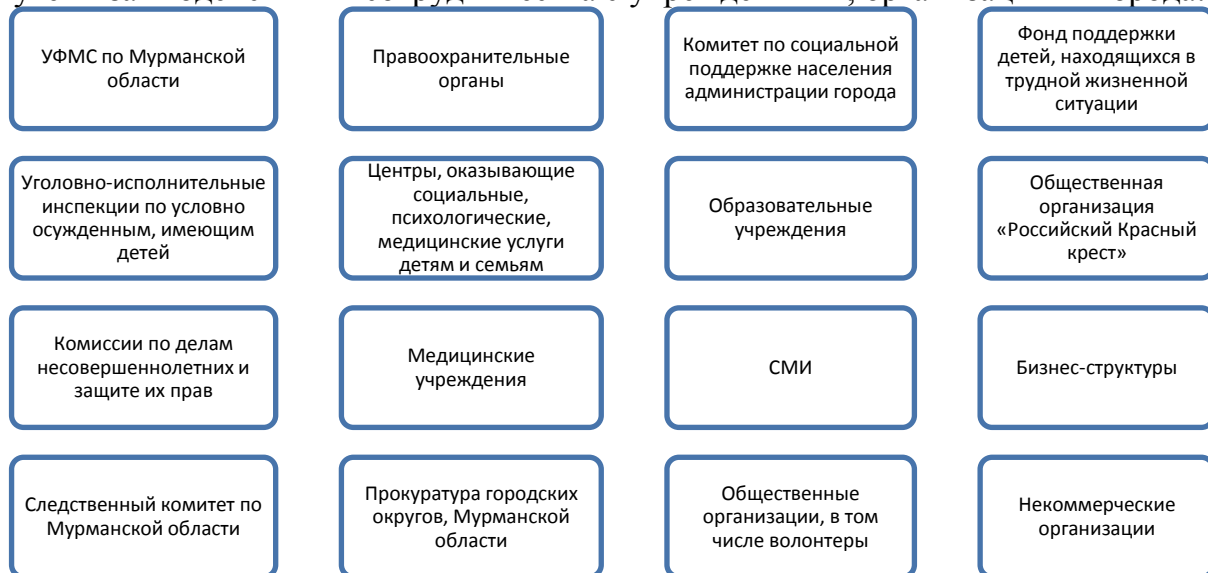 УФМС по Мурманской
области
Правоохранительные
органы
Комитет по социальной
поддержке населения
администрации города
Фонд поддержки
детей, находящихся в
трудной жизненной
ситуации
Уголовно-исполнительные
инспекции по условно
осужденным, имеющим
детей
Центры, оказывающие
социальные,
психологические,
медицинские услуги
детям и семьям
Образовательные
учреждения
Общественная
организация
«Российский Красный
крест»
Комиссии по делам
несовершеннолетних и
защите их прав
Медицинские
учреждения
СМИ
Бизнес-структуры
Следственный комитет по
Мурманской области
Прокуратура городских
округов, Мурманской
области
Общественные
организации, в том
числе волонтеры
Некоммерческие
организации